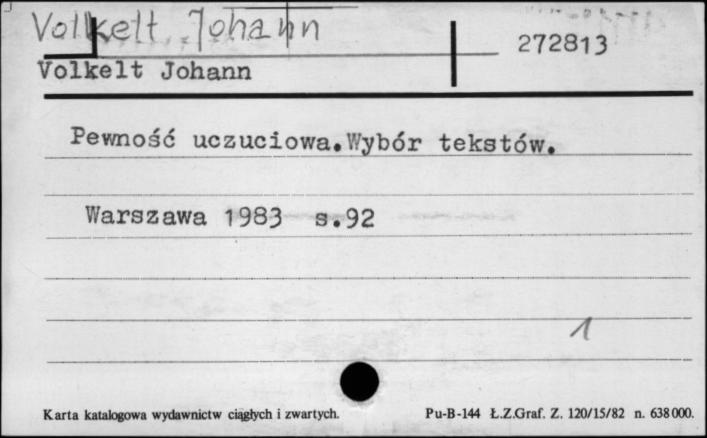 Volkelt, Johann
272813
Volkelt Johann
Pewność uczuciowa.Wybór tekstów.
Warszawa 1983 s.92
1
Karta katalogowa wydawnictw ciągłych i zwartych. Pu-B-144 Ł.Z.Graf. Z. 120/15/82 n. 638000.